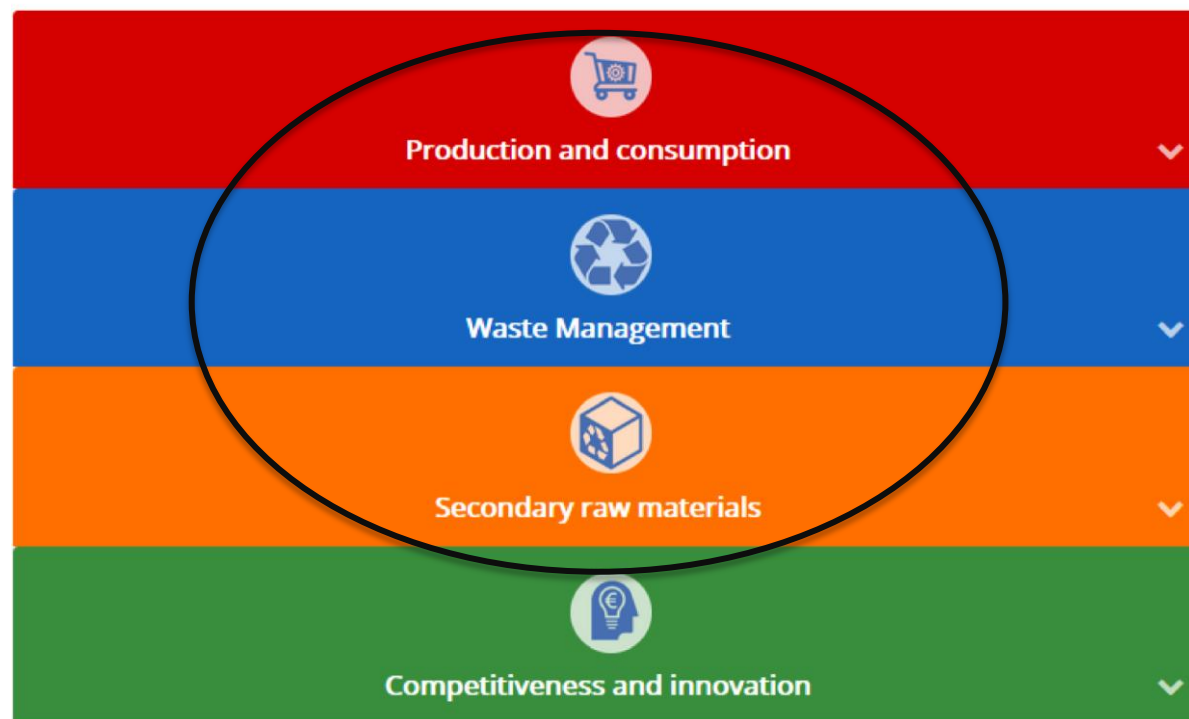 Production and consumption
Waste Management
Secondary raw materials
€
Competitiveness and innovation